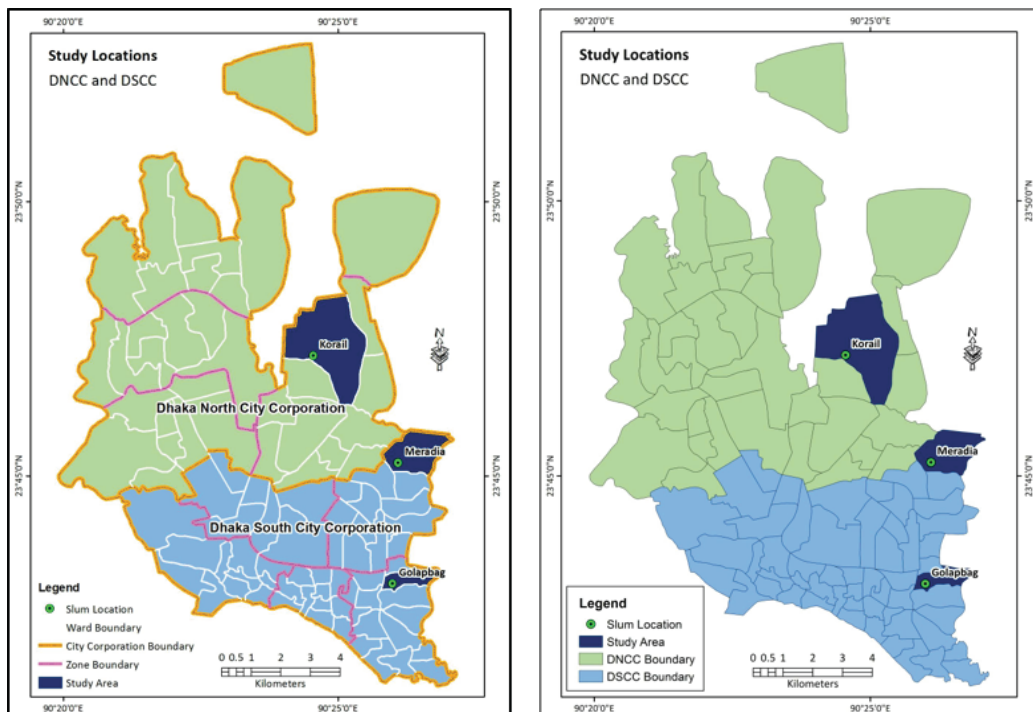 90°20'0"E
90°25'0"E
Study Locations
DNCC and DSCC
23°50'0"N
23°50'0"N
N
Korail
Dhaka North City Corporation
Meradia
23°45'0"N
23°45'0"N
Dhaka South City Corporation
Golapbag
Legend
Slum Location
Ward Boundary
City Corporation Boundary
Zone Boundary
Study Area
0 0.5 1 2 3 4
Kilometers
90°20'0"E
90°25'0"E
90°20'0"E
90°25'0"E
Study Locations
DNCC and DSCC
23°50'0"N
23°50'0"N
N
Korail
Meradia
23°45'0"N
23°45'0"N
Golapbag
Legend
Slum Location
Study Area
DNCC Boundary
DSCC Boundary
0 0.5 1 2 3 4
Kilometers
90°20'0"E
90°25'0"E